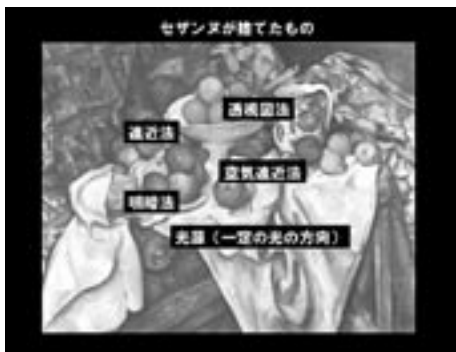 セザンヌが捨てたもの
透視図法
遠近法
空気遠近法
明暗法
光源（一定の光の方向）